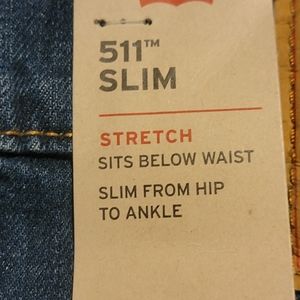 511™
SLIM
STRETCH
SITS BELOW WAIST
SLIM FROM HIP
TO ANKLE